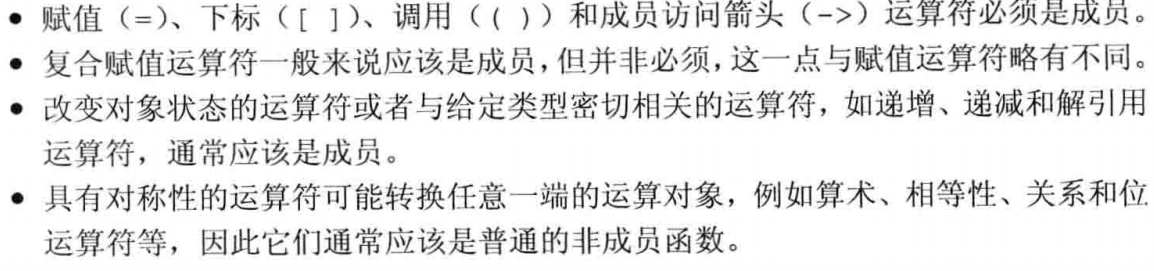 ● 赋值（=）、下标（[ ]）、调用（( )）和成员访问箭头（->）运算符必须是成员。
● 复合赋值运算符一般来说应该是成员，但并非必须，这一点与赋值运算符略有不同。
● 改变对象状态的运算符或者与给定类型密切相关的运算符，如递增、递减和解引用
运算符，通常应该是成员。
● 具有对称性的运算符可能转换任意一端的运算对象，例如算术、相等性、关系和位
运算符等，因此它们通常应该是普通的非成员函数。